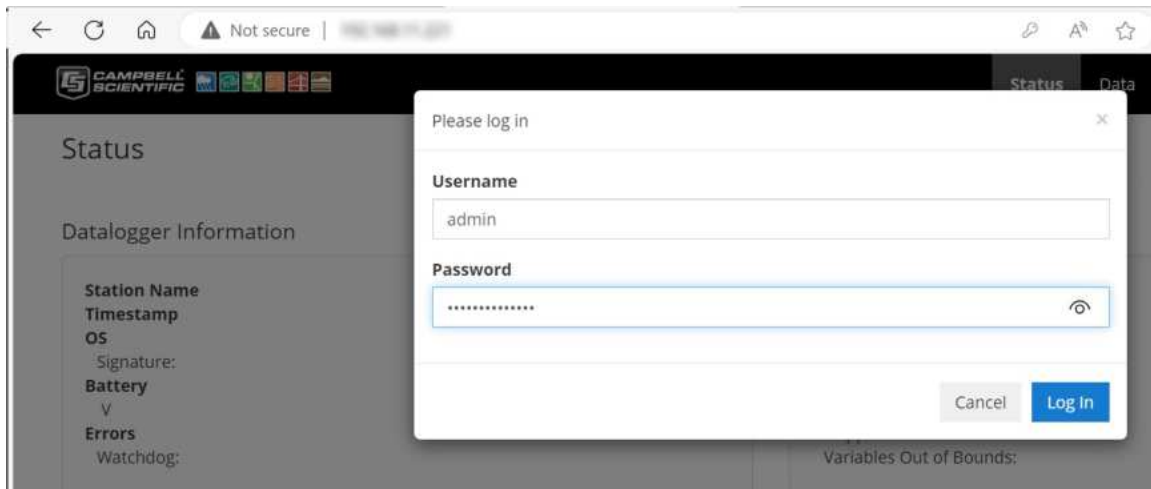 Not secure
CAMPBELL
SCIENTIFIC
Status
Data
Status
Please log in
Username
admin
Password
Cancel
Log In
Datalogger Information
Station Name
Timestamp
OS
Signature:
Battery
V
Errors
Watchdog:
Variables Out of Bounds: